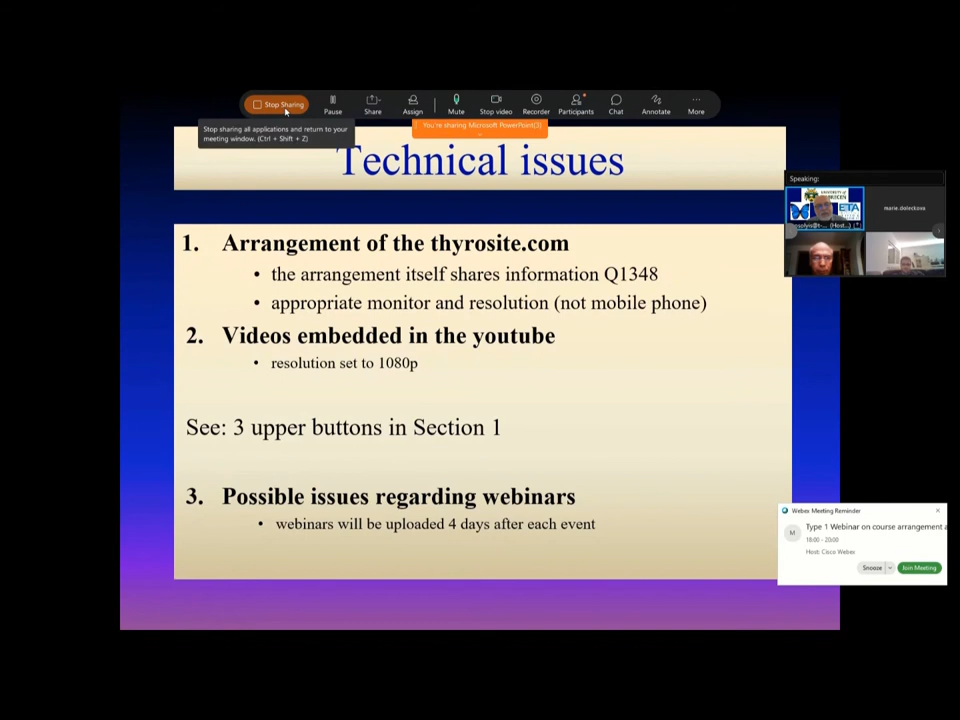 Stop Sharing
Pause
Share
Assign
Mute
Stop video
Recorder
Participants
Chat
Annotate
More
Stop sharing all applications and return to your
meeting window. (Ctrl + Shift + Z)
You're sharing Microsoft PowerPoint(3)
Technical issues
Speaking:
UNIVERSITY of
ETA
(Host...)
1. Arrangement of the thyrosite.com
• the arrangement itself shares information Q1348
• appropriate monitor and resolution (not mobile phone)
2. Videos embedded in the youtube
• resolution set to 1080p
See: 3 upper buttons in Section 1
3. Possible issues regarding webinars
• webinars will be uploaded 4 days after each event
Webex Meeting Reminder
M
Type 1 Webinar on course arrangement a
18:00 - 20:00
Host: Cisco Webex
Snooze
Join Meeting